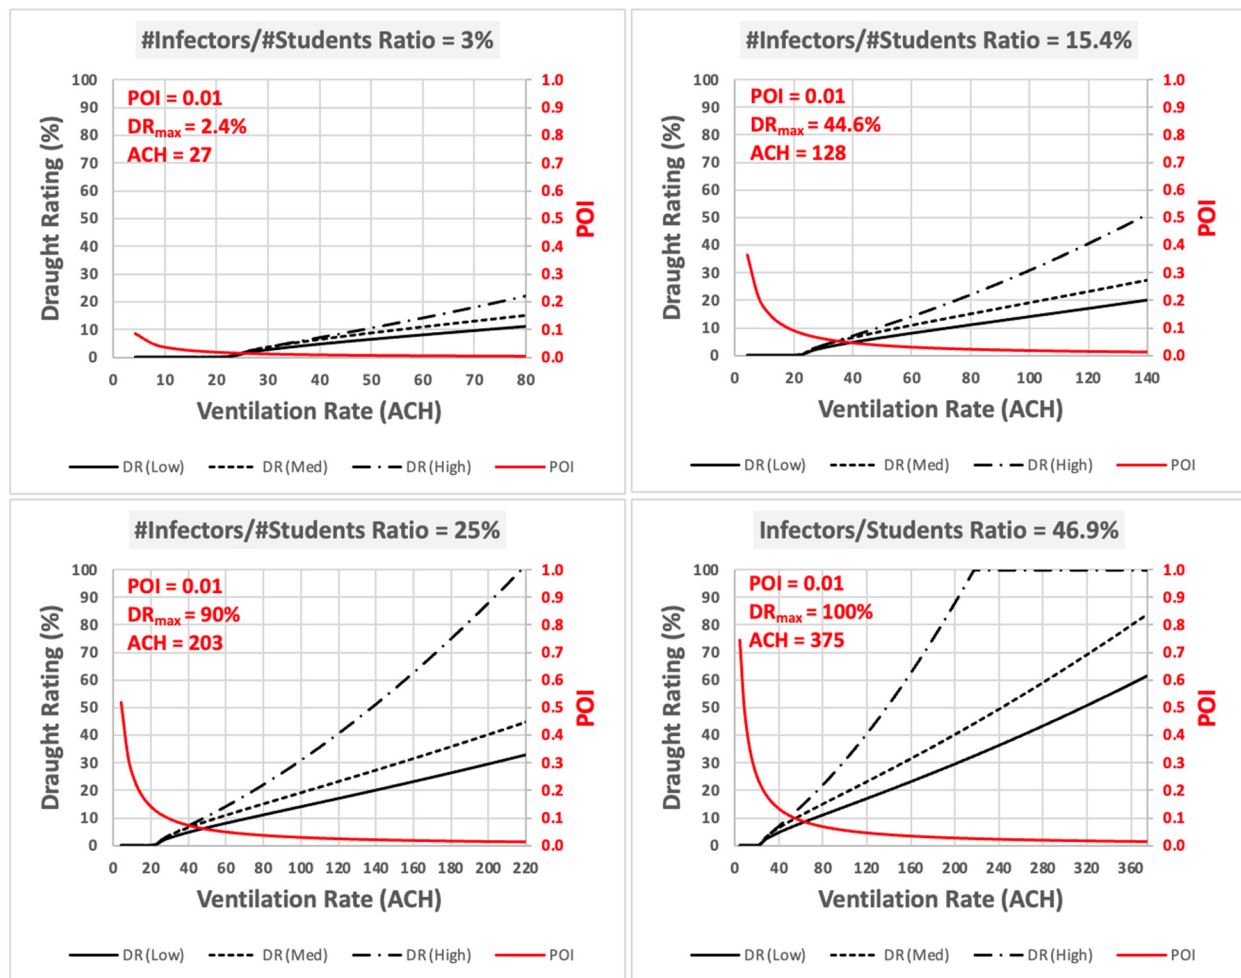 #Infectors/#Students Ratio = 3%
POI = 0.01
DRmax = 2.4%
ACH = 27
Draught Rating (%)
100
90
80
70
60
50
40
30
20
10
0
1.0
0.9
0.8
0.7
0.6
0.5
0.4
0.3
0.2
0.1
0.0
POI
0 10 20 30 40 50 60 70 80
Ventilation Rate (ACH)
DR(Low) DR(Med) DR(High) POI
#Infectors/#Students Ratio = 15.4%
POI = 0.01
DRmax = 44.6%
ACH = 128
Draught Rating (%)
100
90
80
70
60
50
40
30
20
10
0
1.0
0.9
0.8
0.7
0.6
0.5
0.4
0.3
0.2
0.1
0.0
POI
0 20 40 60 80 100 120 140
Ventilation Rate (ACH)
DR(Low) DR(Med) DR(High) POI
#Infectors/#Students Ratio = 25%
POI = 0.01
DRmax = 90%
ACH = 203
Draught Rating (%)
100
90
80
70
60
50
40
30
20
10
0
1.0
0.9
0.8
0.7
0.6
0.5
0.4
0.3
0.2
0.1
0.0
POI
0 20 40 60 80 100 120 140 160 180 200 220
Ventilation Rate (ACH)
DR(Low) DR(Med) DR(High) POI
Infectors/Students Ratio = 46.9%
POI = 0.01
DRmax = 100%
ACH = 375
Draught Rating (%)
100
90
80
70
60
50
40
30
20
10
0
1.0
0.9
0.8
0.7
0.6
0.5
0.4
0.3
0.2
0.1
0.0
POI
0 40 80 120 160 200 240 280 320 360
Ventilation Rate (ACH)
DR(Low) DR(Med) DR(High) POI